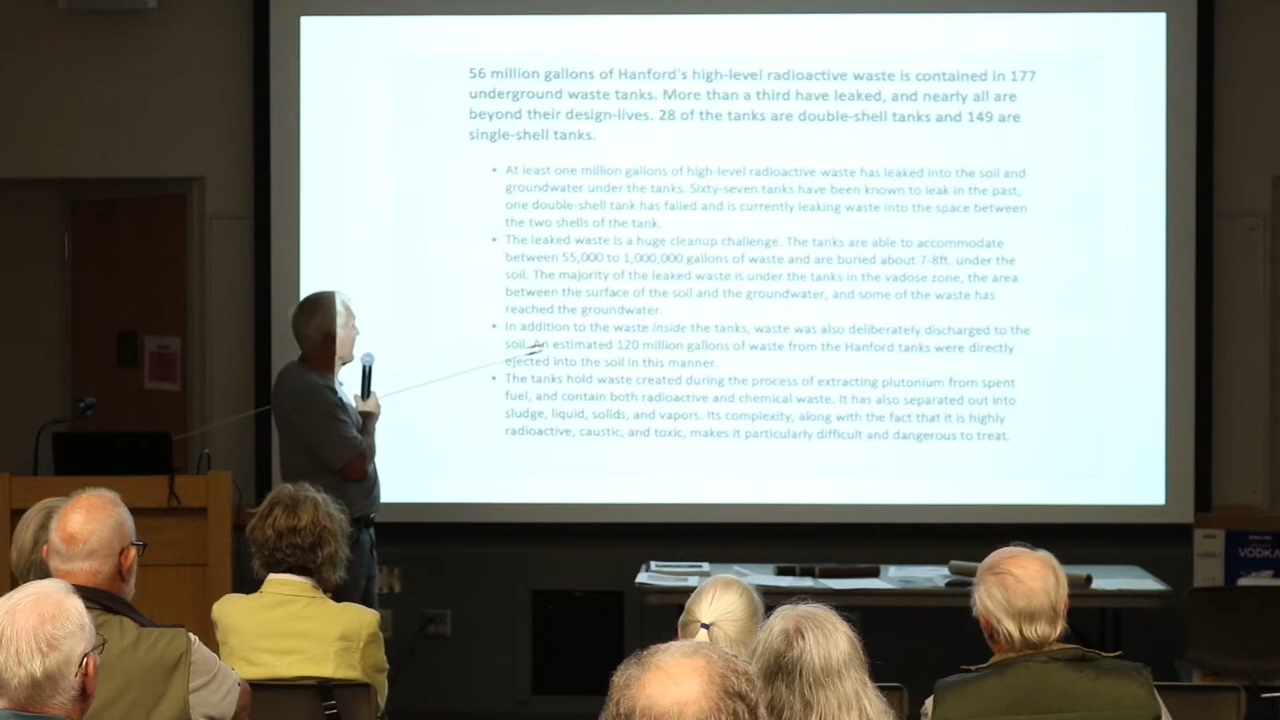 56 million gallons of Hanford's high-level radioactive waste is contained in 177
underground waste tanks. More than a third have leaked, and nearly all are
beyond their design-lives. 28 of the tanks are double-shell tanks and 149 are
single-shell tanks.
• At least one million gallons of high-level radioactive waste has leaked into the soil and
groundwater under the tanks. Sixty-seven tanks have been known to leak in the past,
one double-shell tank has failed and is currently leaking waste into the space between
the two shells of the tank.
• The leaked waste is a huge cleanup challenge. The tanks are able to accommodate
between 55,000 to 1,000,000 gallons of waste and are buried about 7-8ft. under the
soil. The majority of the leaked waste is under the tanks in the vadose zone, the area
between the surface of the soil and the groundwater, and some of the waste has
reached the groundwater.
• In addition to the waste inside the tanks, waste was also deliberately discharged to the
soil. An estimated 120 million gallons of waste from the Hanford tanks were directly
ejected into the soil in this manner.
• The tanks hold waste created during the process of extracting plutonium from spent
fuel, and contain both radioactive and chemical waste. It has also separated out into
sludge, liquid, solids, and vapors. Its complexity, along with the fact that it is highly
radioactive, caustic, and toxic, makes it particularly difficult and dangerous to treat.
VODKA